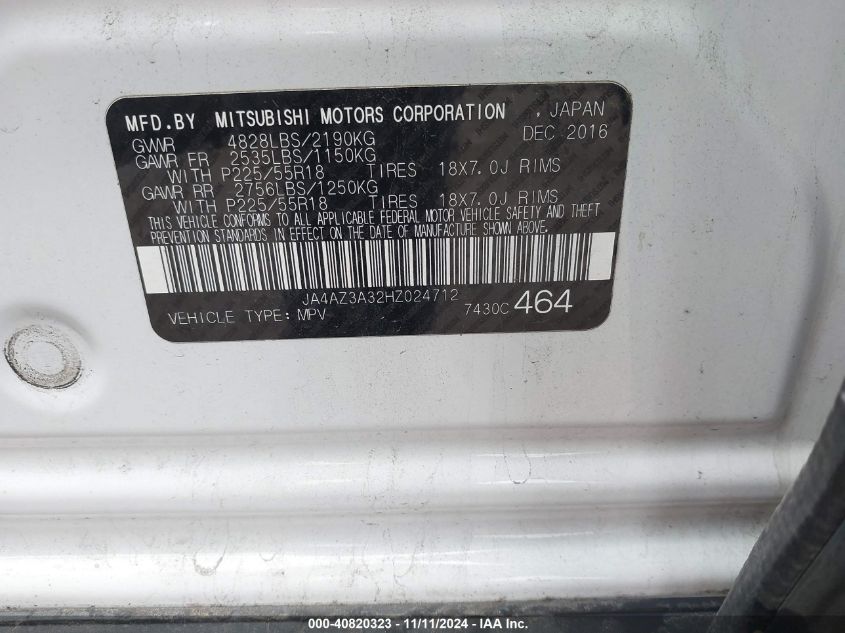 MFD.BY MITSUBISHI MOTORS CORPORATION , JAPAN
GVWR 4828LBS/2190KG DEC 2016
GAWR FR 2535LBS/1150KG
WITH P225/55R18 TIRES 18X7.0J RIMS
GAWR RR 2756LBS/1250KG
WITH P225/55R18 TIRES 18X7.0J RIMS
THIS VEHICLE CONFORMS TO ALL APPLICABLE FEDERAL MOTOR VEHICLE SAFETY AND THEFT
PREVENTION STANDARDS IN EFFECT ON THE DATE OF MANUFACTURE SHOWN ABOVE.
JA4AZ3A32HZ024712
VEHICLE TYPE: MPV 7430C 464
000-40820323 - 11/11/2024 - IAA Inc.